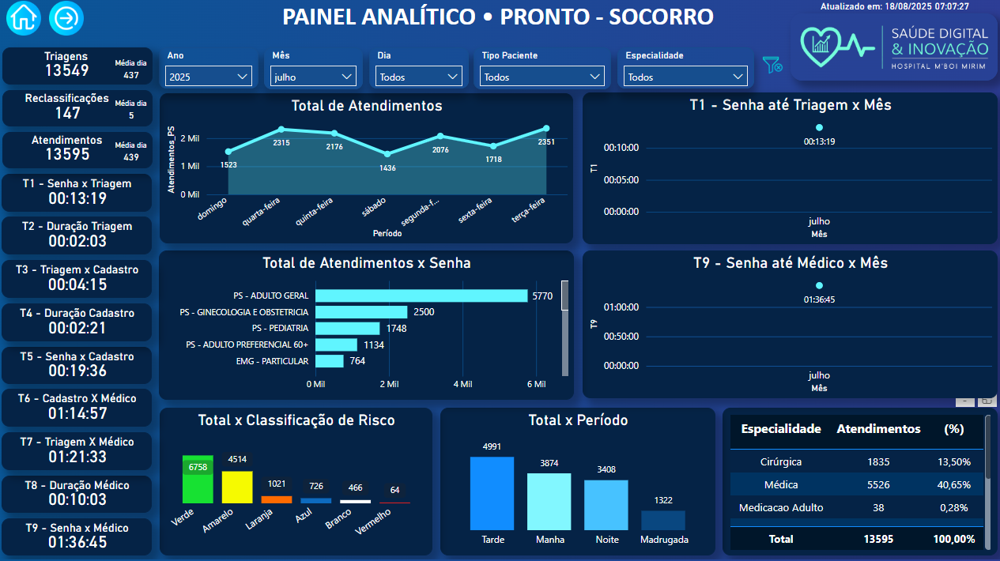 PAINEL ANALÍTICO • PRONTO - SOCORRO
Atualizado em: 18/08/2025 07:07:27
SAÚDE DIGITAL
& INOVAÇÃO
HOSPITAL M'BOI MIRIM
Triagens
13549
Média dia
437
Reclassificações
147
Média dia
5
Atendimentos
13595
Média dia
439
T1 - Senha x Triagem
00:13:19
T2 - Duração Triagem
00:02:03
T3 - Triagem x Cadastro
00:04:15
T4 - Duração Cadastro
00:02:21
T5 - Senha x Cadastro
00:19:36
T6 - Cadastro X Médico
01:14:57
T7 - Triagem X Médico
01:21:33
T8 - Duração Médico
00:10:03
T9 - Senha x Médico
01:36:45
Ano
2025
Mês
julho
Dia
Todos
Tipo Paciente
Todos
Especialidade
Todos
Total de Atendimentos
Atendimentos_PS
2 Mil
1 Mil
0 Mil
1523
2315
2176
1436
2076
1718
2351
domingo
quarta-feira
quinta-feira
sábado
segunda-f...
sexta-feira
terça-feira
Período
T1 - Senha até Triagem x Mês
T1
00:13:19
00:10:00
00:05:00
00:00:00
julho
Mês
Total de Atendimentos x Senha
PS - ADULTO GERAL 5770
PS - GINECOLOGIA E OBSTETRICIA 2500
PS - PEDIATRIA 1748
PS - ADULTO PREFERENCIAL 60+ 1134
EMG - PARTICULAR 764
0 Mil 2 Mil 4 Mil 6 Mil
T9 - Senha até Médico x Mês
T9
01:36:45
01:00:00
00:50:00
00:00:00
julho
Mês
Total x Classificação de Risco
6758
4514
1021
726
466
64
Verde
Amarelo
Laranja
Azul
Branco
Vermelho
Total x Período
4991
3874
3408
1322
Tarde Manha Noite Madrugada
Especialidade Atendimentos (%)
Cirúrgica 1835 13,50%
Médica 5526 40,65%
Medicacao Adulto 38 0,28%
Total 13595 100,00%